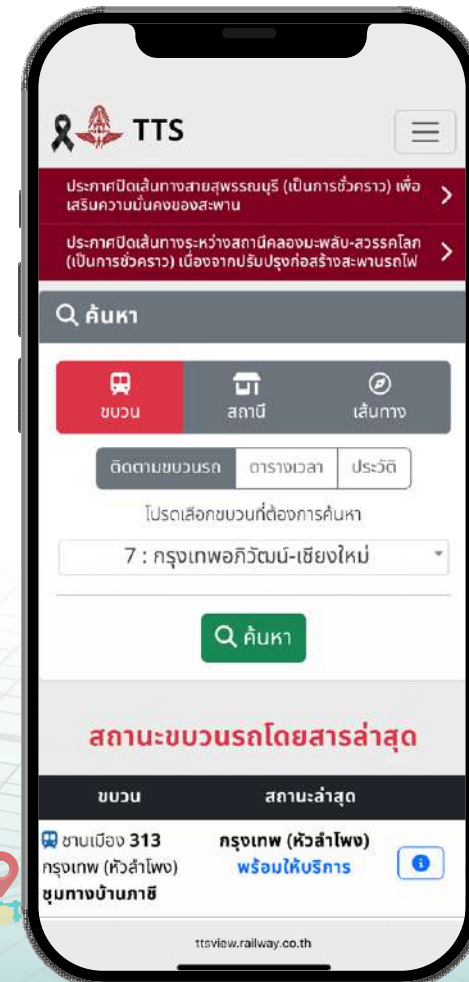 TTS
ประกาศปิดเส้นทางสายสุพรรณบุรี (เป็นการชั่วคราว) เพื่อ
เสริมความมั่นคงของสะพาน
ประกาศปิดเส้นทางระหว่างสถานีคลองมะพลับ-สวรรคโลก
(เป็นการชั่วคราว) เนื่องจากปรับปรุงก่อสร้างสะพานรถไฟ
ค้นหา
ขบวน สถานี เส้นทาง
ติดตามขบวนรถ ตารางเวลา ประวัติ
โปรดเลือกขบวนที่ต้องการค้นหา
7 : กรุงเทพอภิวัฒน์-เชียงใหม่
ค้นหา
สถานะขบวนรถโดยสารล่าสุด
ขบวน สถานะล่าสุด
ชานเมือง 313 กรุงเทพ (หัวลำโพง)
กรุงเทพ (หัวลำโพง) พร้อมให้บริการ
ชุมทางบ้านภาชี
ttsview.railway.co.th